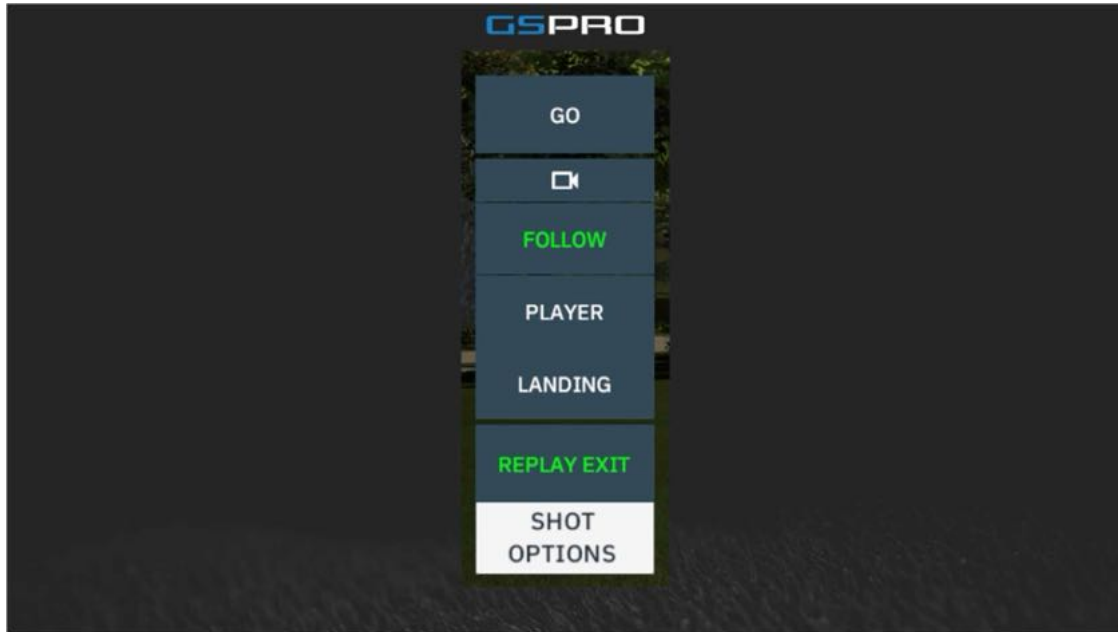 GSPRO
GO
FOLLOW
PLAYER
LANDING
REPLAY EXIT
SHOT
OPTIONS